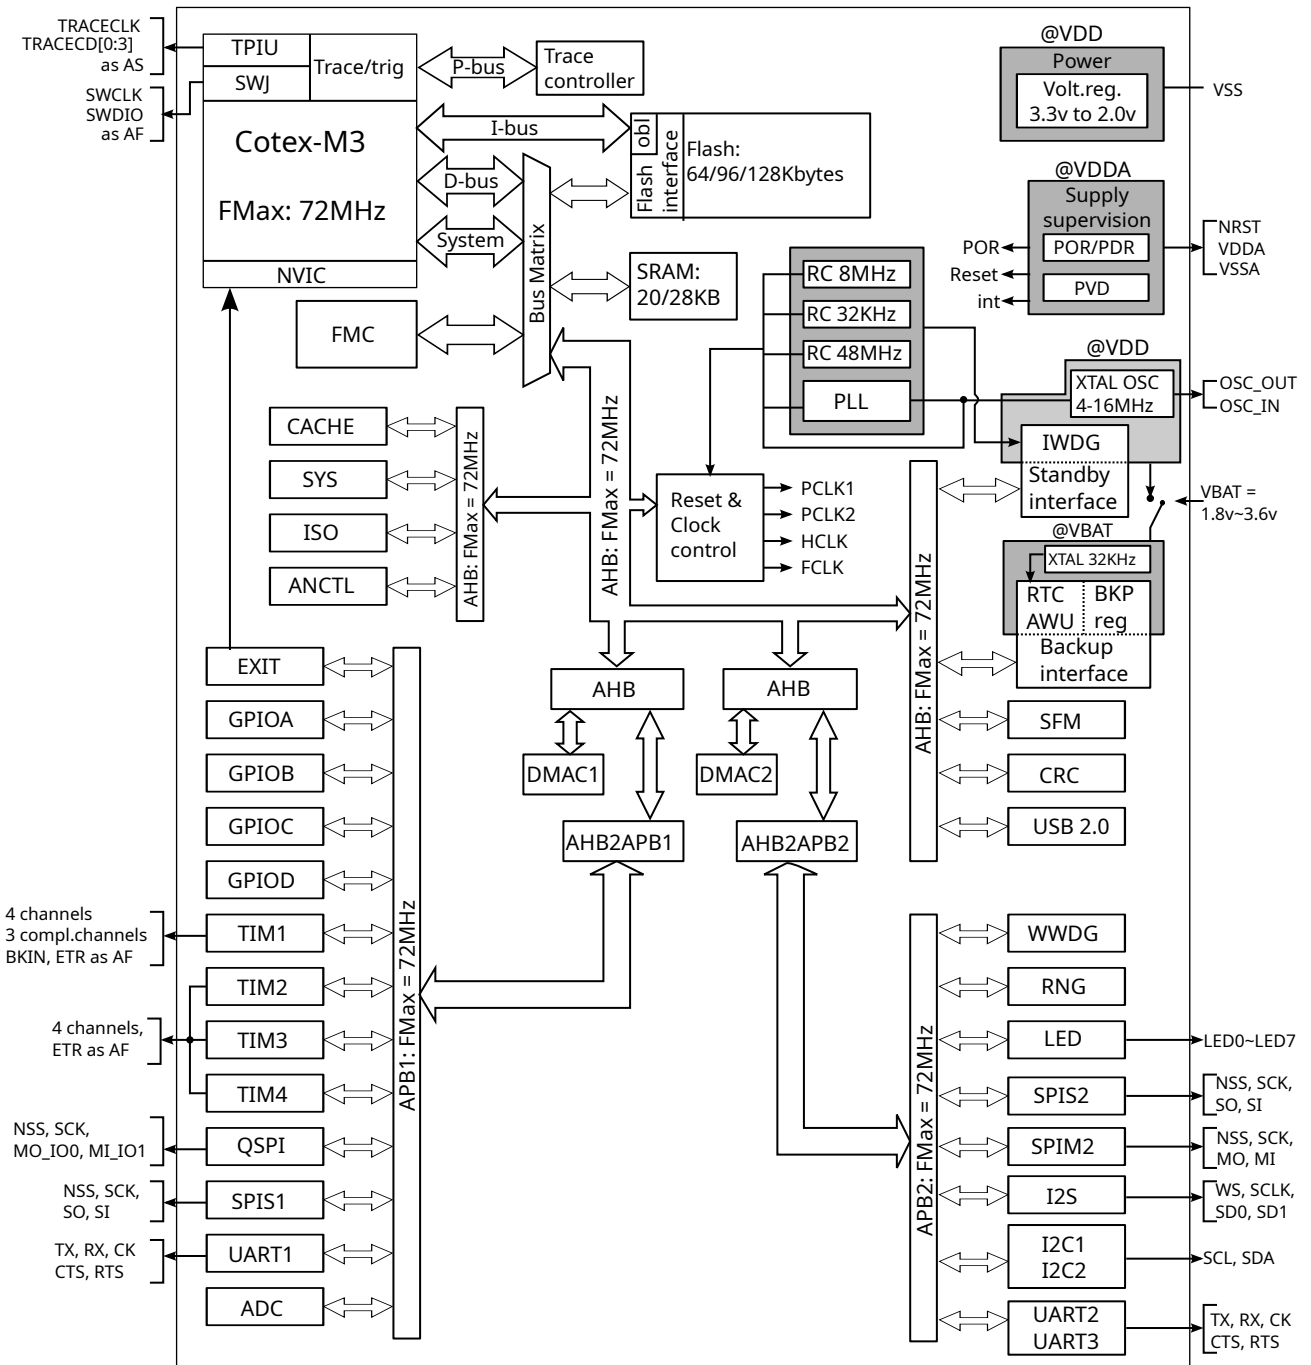 TRACECLK
TRACECD[0:3]
as AS
SWCLK
SWDIO
as AF
TPIU
SWJ
Trace/trig
Cotex-M3
FMax: 72MHz
NVIC
P-bus
Trace
controller
I-bus
D-bus
System
Bus Matrix
obl
Flash
interface
Flash:
64/96/128Kbytes
SRAM:
20/28KB
FMC
@VDD
Power
Volt.reg.
3.3v to 2.0v
VSS
@VDDA
Supply
supervision
POR/PDR
PVD
POR
Reset
int
NRST
VDDA
VSSA
RC 8MHz
RC 32KHz
RC 48MHz
PLL
@VDD
XTAL OSC
4-16MHz
OSC_OUT
OSC_IN
IWDG
Standby
interface
VBAT =
1.8v~3.6v
@VBAT
XTAL 32KHz
RTC
AWU
BKP
reg
Backup
interface
CACHE
SYS
ISO
ANCTL
AHB: FMax = 72MHz
AHB: FMax = 72MHz
Reset &
Clock
control
PCLK1
PCLK2
HCLK
FCLK
AHB: FMax = 72MHz
SFM
CRC
USB 2.0
AHB
AHB
DMAC1
DMAC2
AHB2APB1
AHB2APB2
EXIT
GPIOA
GPIOB
GPIOC
GPIOD
TIM1
TIM2
TIM3
TIM4
QSPI
SPIS1
UART1
ADC
4 channels
3 compl.channels
BKIN, ETR as AF
4 channels,
ETR as AF
NSS, SCK,
MO_IO0, MI_IO1
NSS, SCK,
SO, SI
TX, RX, CK
CTS, RTS
APB1: FMax = 72MHz
APB2: FMax = 72MHz
WWDG
RNG
LED
SPIS2
SPIM2
I2S
I2C1
I2C2
UART2
UART3
LED0~LED7
NSS, SCK,
SO, SI
NSS, SCK,
MO, MI
WS, SCLK,
SD0, SD1
SCL, SDA
TX, RX, CK
CTS, RTS